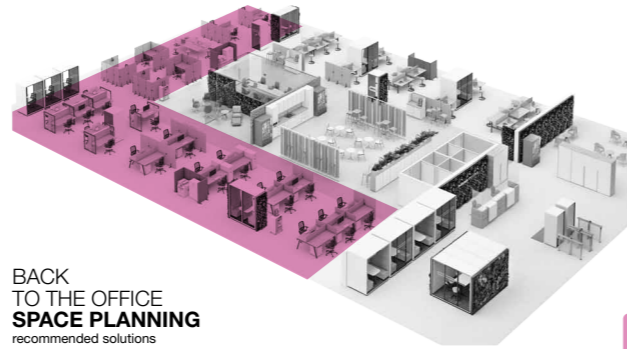 BACK
TO THE OFFICE
SPACE PLANNING
recommended solutions